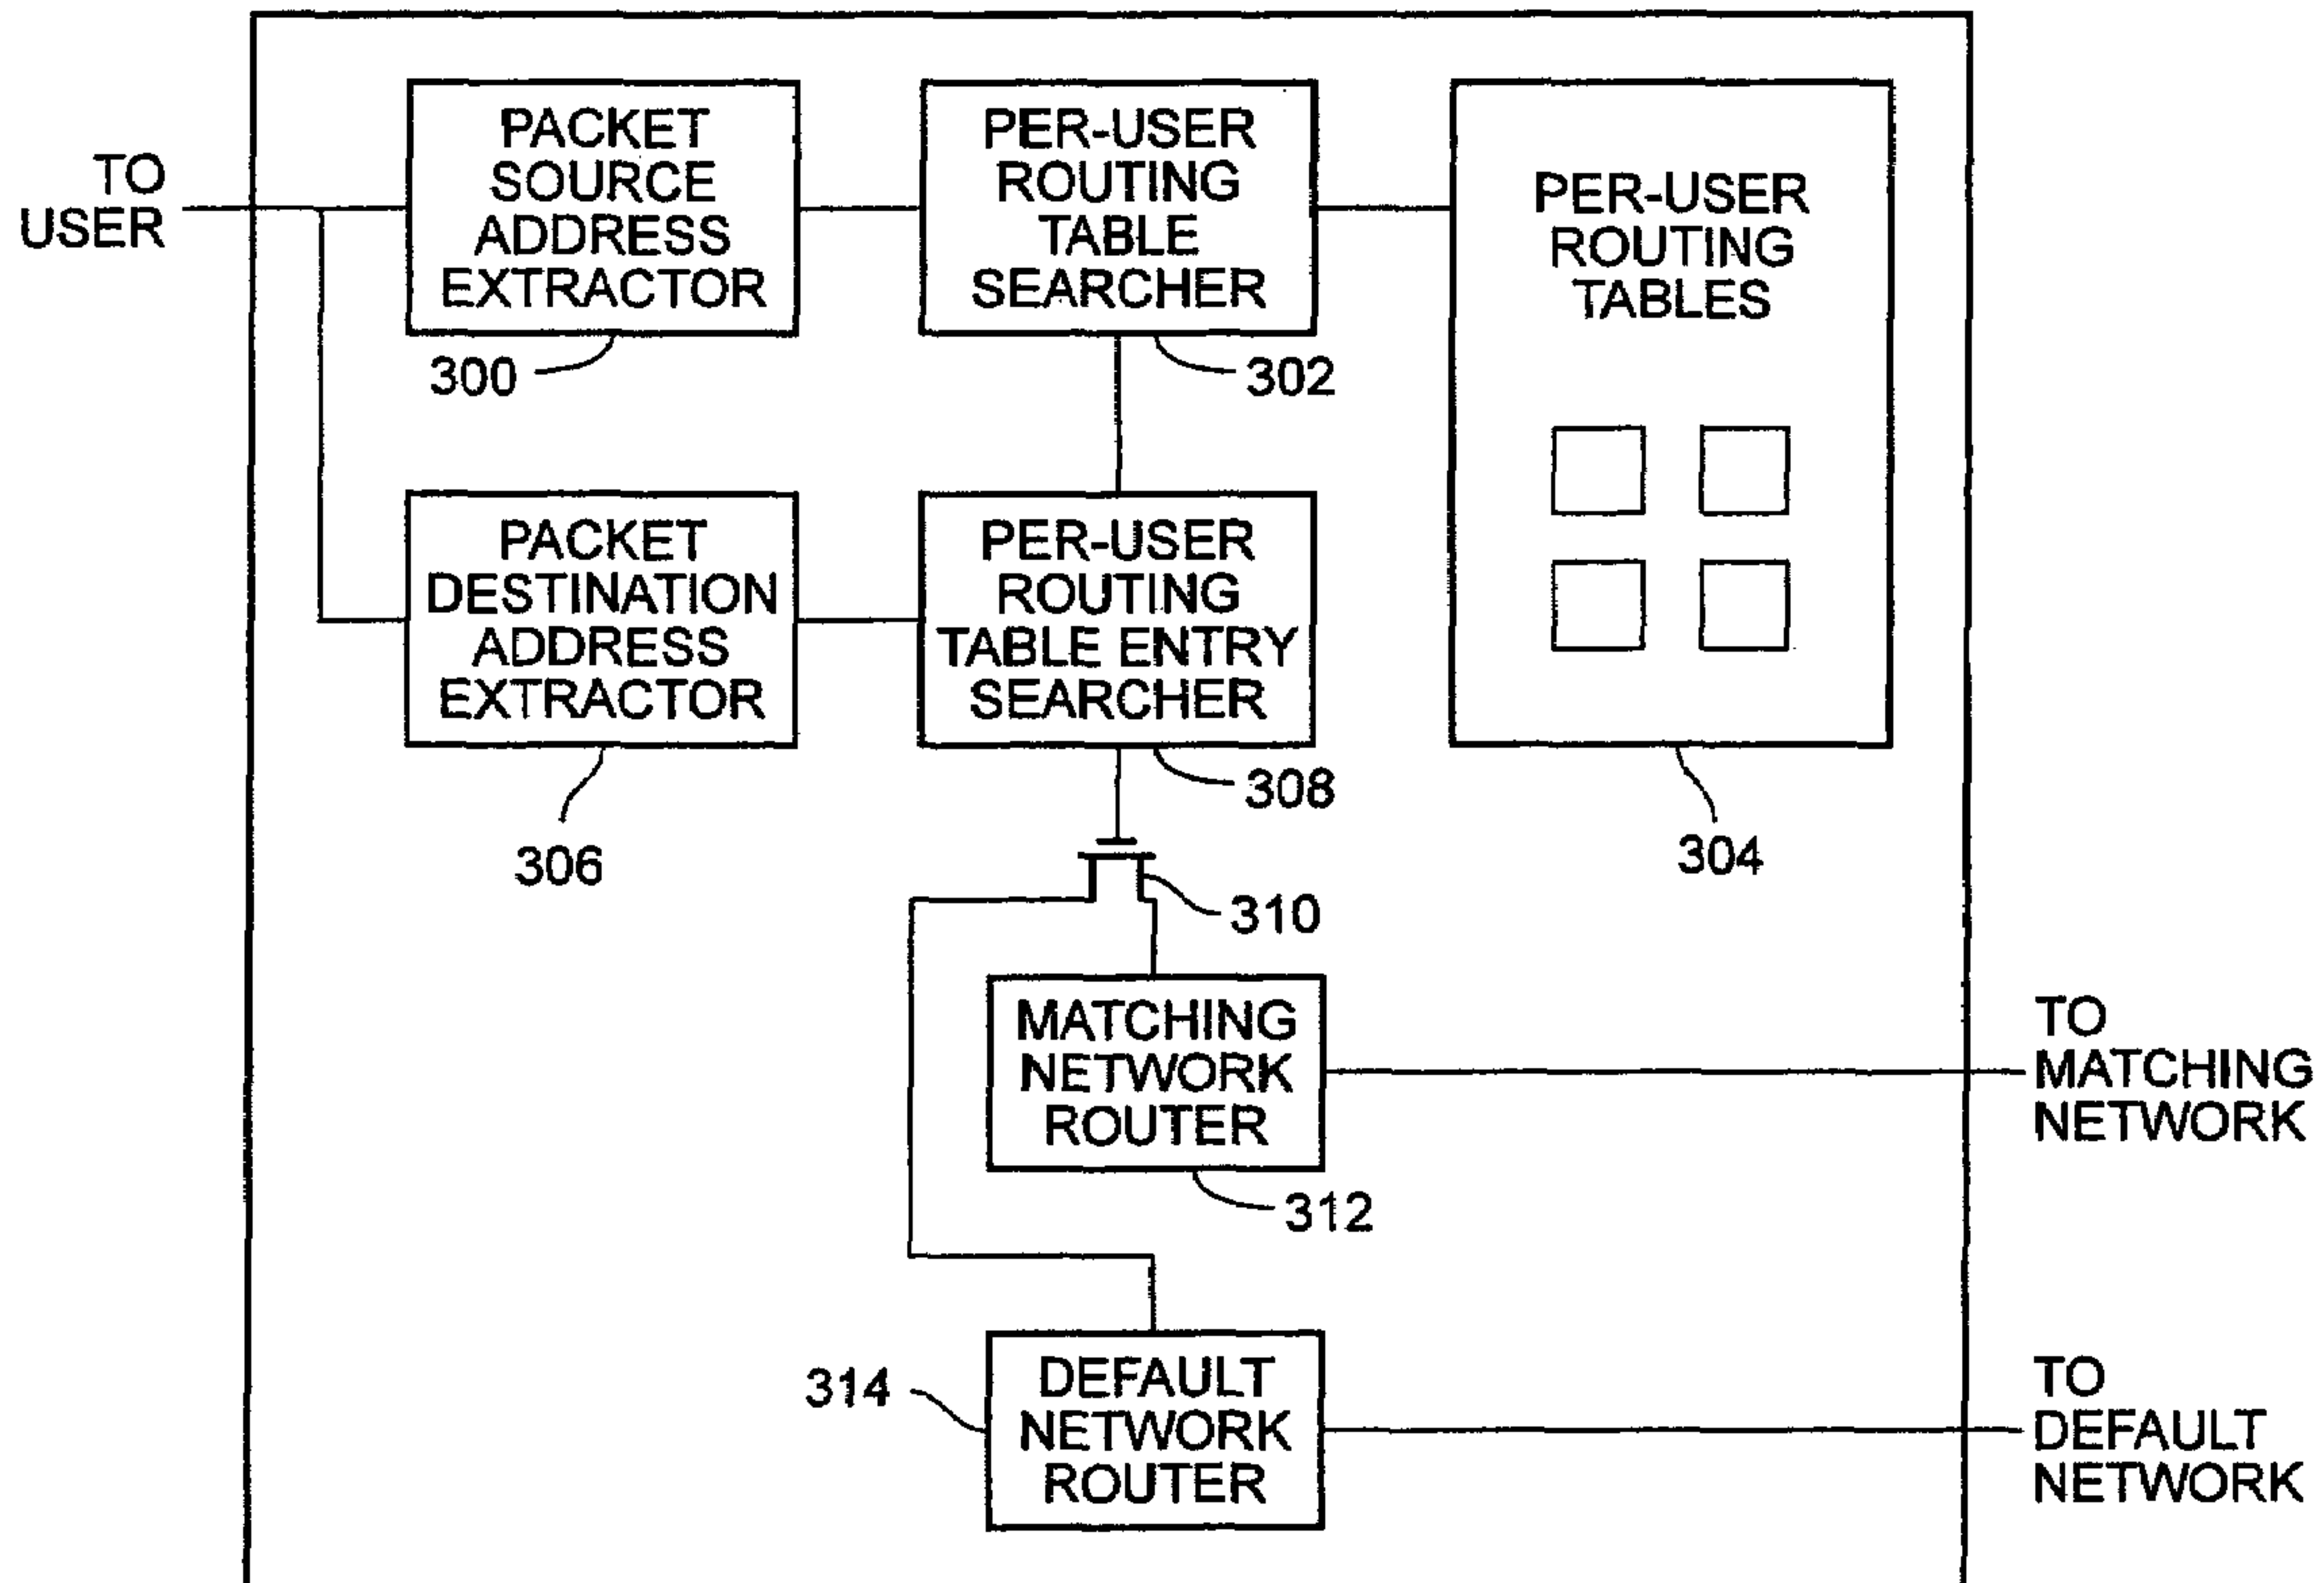 TO
USER
PACKET
SOURCE
ADDRESS
EXTRACTOR
300
PER-USER
ROUTING
TABLE
SEARCHER
302
PER-USER
ROUTING
TABLES
304
PACKET
DESTINATION
ADDRESS
EXTRACTOR
306
PER-USER
ROUTING
TABLE ENTRY
SEARCHER
308
310
MATCHING
NETWORK
ROUTER
312
TO
MATCHING
NETWORK
314
DEFAULT
NETWORK
ROUTER
TO
DEFAULT
NETWORK